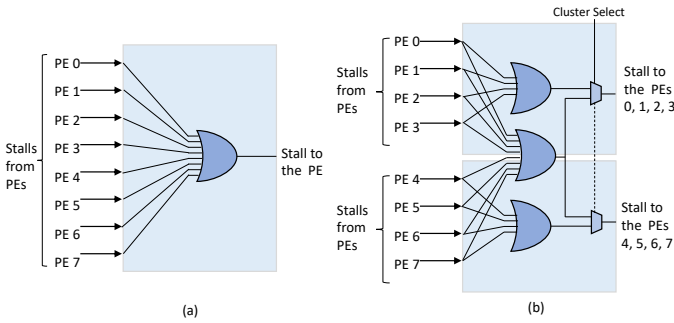 PE 0
PE 1
PE 2
PE 3
PE 4
PE 5
PE 6
PE 7
Stalls
from
PEs
Stall to
the PE
(a)
Cluster Select
PE 0
PE 1
PE 2
PE 3
Stalls
from
PEs
PE 4
PE 5
PE 6
PE 7
Stalls
from
PEs
Stall to
the PEs
0, 1, 2, 3
Stall to
the PEs
4, 5, 6, 7
(b)